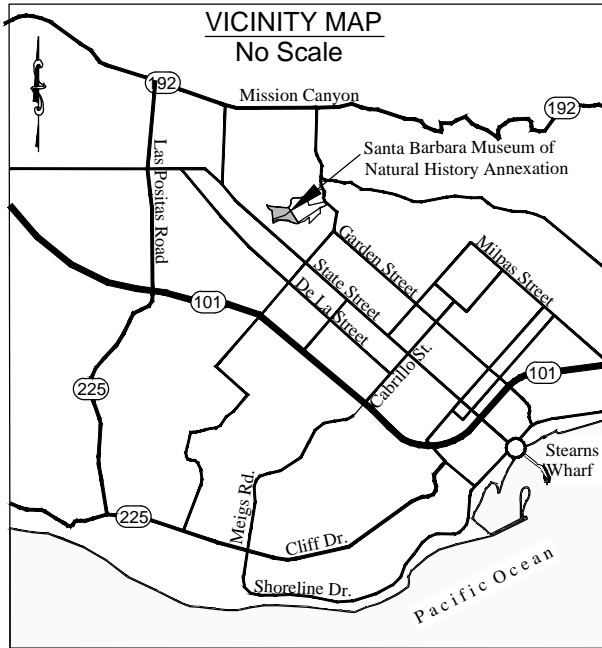 VICINITY MAP
No Scale
192
Mission Canyon
192
Santa Barbara Museum of
Natural History Annexation
Las Positas Road
Garden Street
Milpas Street
State Street
De La Street
101
Cabrillo St.
101
225
Stearns
Wharf
Meigs Rd.
225
Cliff Dr.
Shoreline Dr.
Pacific Ocean